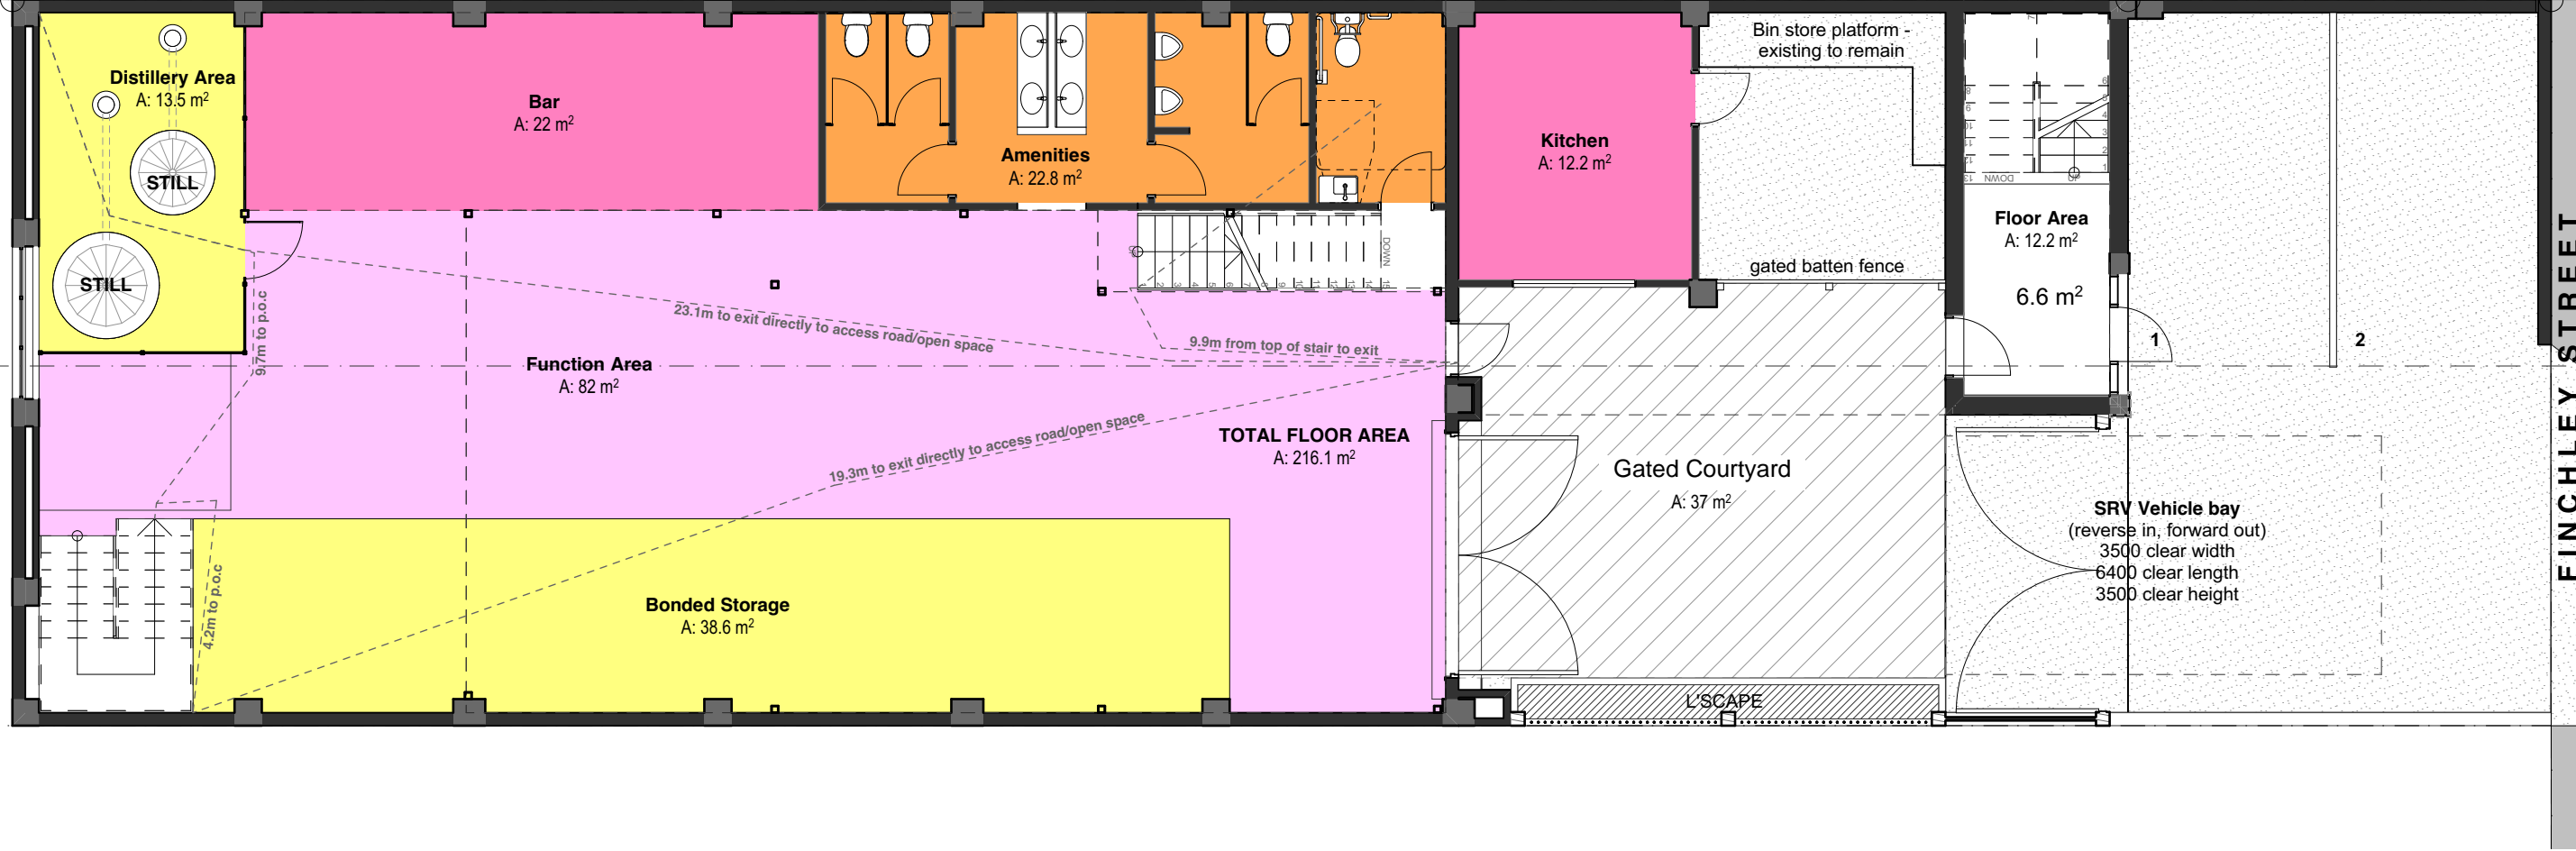 Distillery Area
A: 13.5 m²
STILL
STILL
Bar
A: 22 m²
Amenities
A: 22.8 m²
Kitchen
A: 12.2 m²
Bin store platform -
existing to remain
gated batten fence
Floor Area
A: 12.2 m²
6.6 m²
DOWN
UP
DOWN
1
2
FINCHLEY STREET
9.7m to p.o.c
23.1m to exit directly to access road/open space
9.9m from top of stair to exit
Function Area
A: 82 m²
19.3m to exit directly to access road/open space
TOTAL FLOOR AREA
A: 216.1 m²
Gated Courtyard
A: 37 m²
SRV Vehicle bay
(reverse in, forward out)
3500 clear width
6400 clear length
3500 clear height
4.2m to p.o.c
Bonded Storage
A: 38.6 m²
L'SCAPE